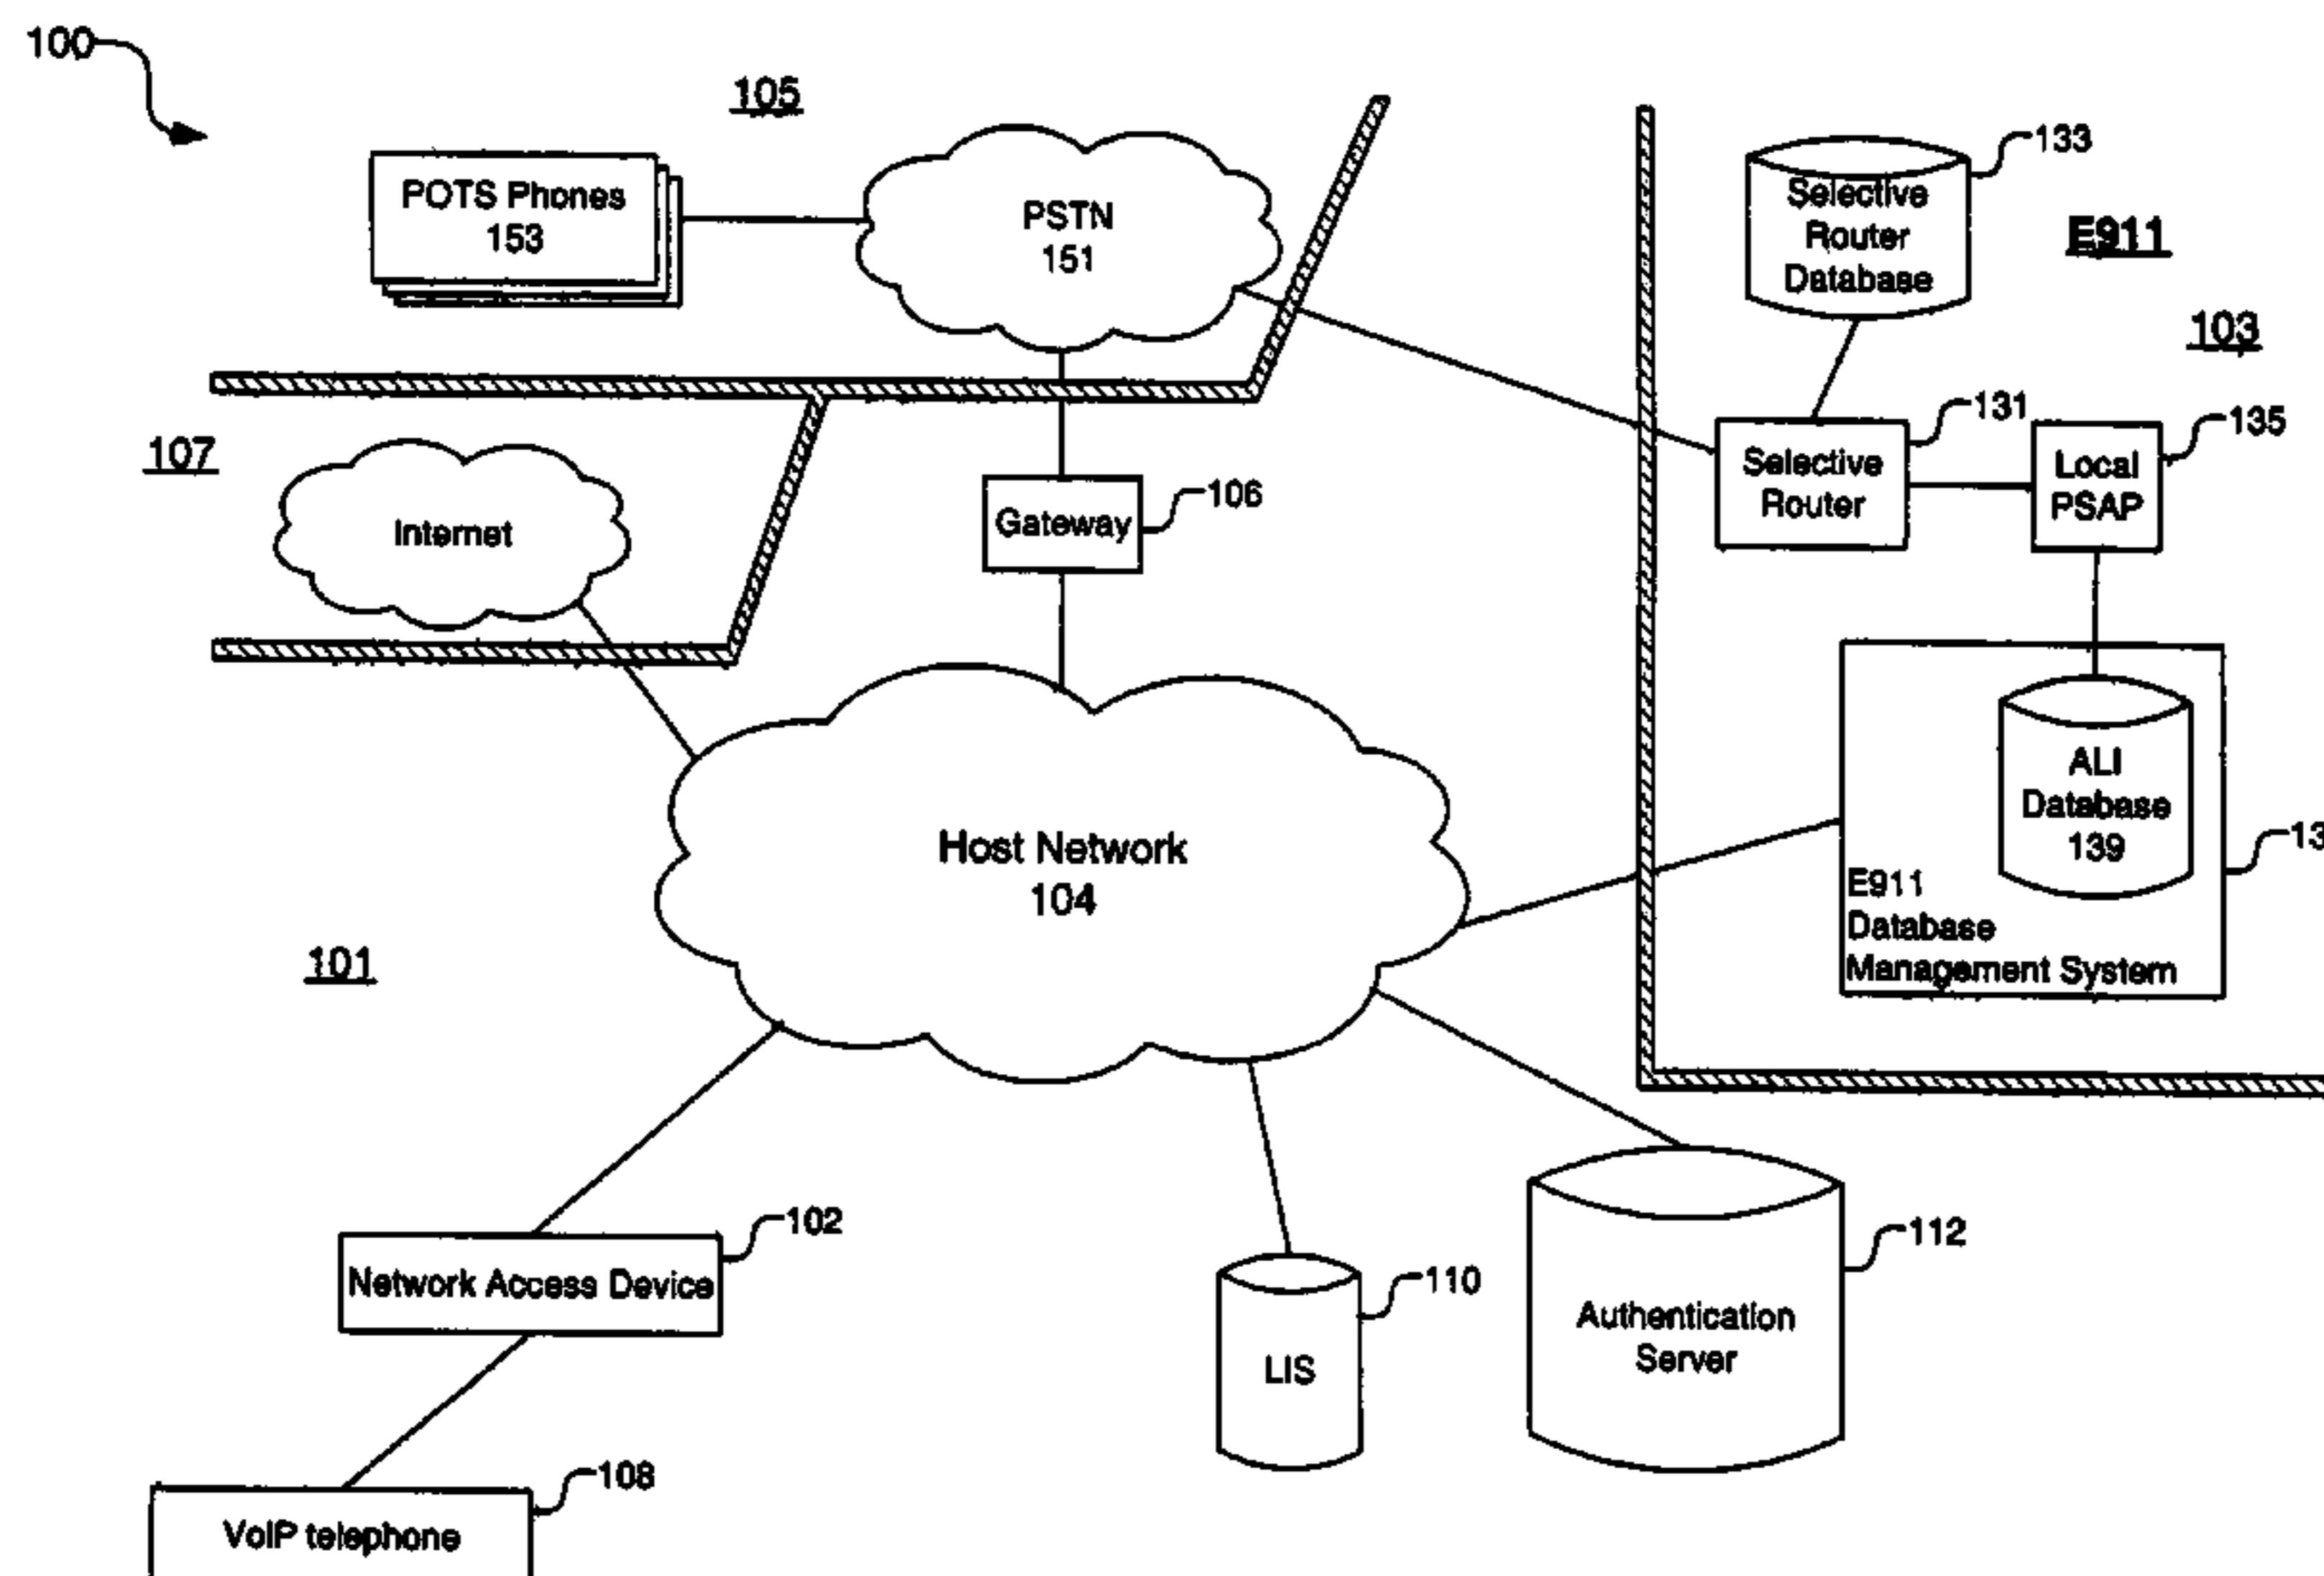 100
105
POTS Phones
153
PSTN
151
133
Selective
Router
Database
E911
103
107
Internet
Gateway
106
131
Selective
Router
135
Local
PSAP
Host Network
104
ALI
Database
139
E911
Database
Management System
13
101
102
Network Access Device
110
LIS
112
Authentication
Server
108
VoIP telephone